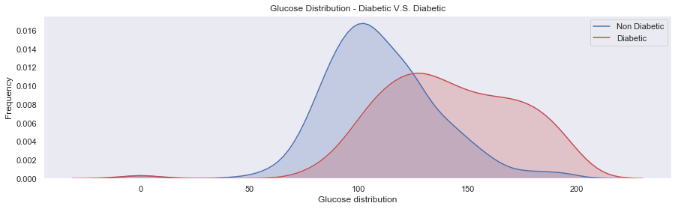 Glucose Distribution - Diabetic V.S. Diabetic
Non Diabetic
Diabetic
Frequency
0.016
0.014
0.012
0.010
0.008
0.006
0.004
0.002
0.000
0
50
100
150
200
Glucose distribution